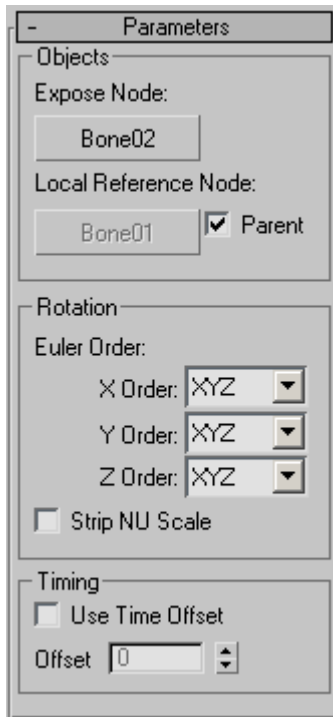 - Parameters
Objects
Expose Node:
Bone02
Local Reference Node:
Bone01
Parent
Rotation
Euler Order:
X Order: XYZ
Y Order: XYZ
Z Order: XYZ
Strip NU Scale
Timing
Use Time Offset
Offset 0